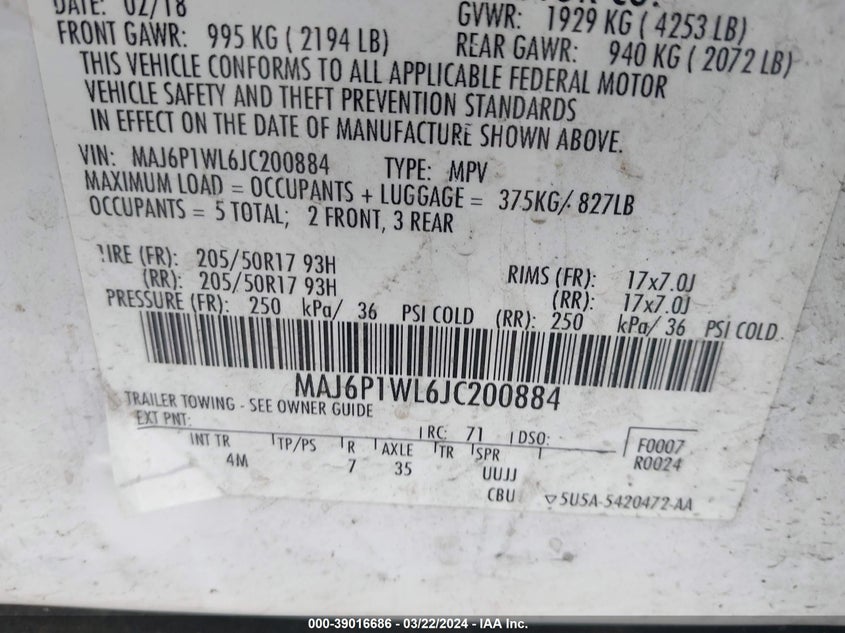 DATE: 02/18
GVWR: 1929 KG ( 4253 LB)
FRONT GAWR: 995 KG ( 2194 LB)
REAR GAWR: 940 KG ( 2072 LB)
THIS VEHICLE CONFORMS TO ALL APPLICABLE FEDERAL MOTOR
VEHICLE SAFETY AND THEFT PREVENTION STANDARDS
IN EFFECT ON THE DATE OF MANUFACTURE SHOWN ABOVE.
VIN: MAJ6P1WL6JC200884 TYPE: MPV
MAXIMUM LOAD = OCCUPANTS + LUGGAGE = 375KG/ 827LB
OCCUPANTS = 5 TOTAL; 2 FRONT, 3 REAR
TIRE (FR): 205/50R17 93H RIMS (FR): 17x7.0J
(RR): 205/50R17 93H (RR): 17x7.0J
PRESSURE (FR): 250 kPa/ 36 PSI COLD (RR): 250 kPa/ 36 PSI COLD
MAJ6P1WL6JC200884
TRAILER TOWING - SEE OWNER GUIDE
EXT PNT: RC: 71 DSO: F0007
INT TR TP/PS R AXLE TR SPR R0024
4M 7 35 UUJJ
CBU 5U5A-5420472-AA
000-39016686 - 03/22/2024 - IAA Inc.